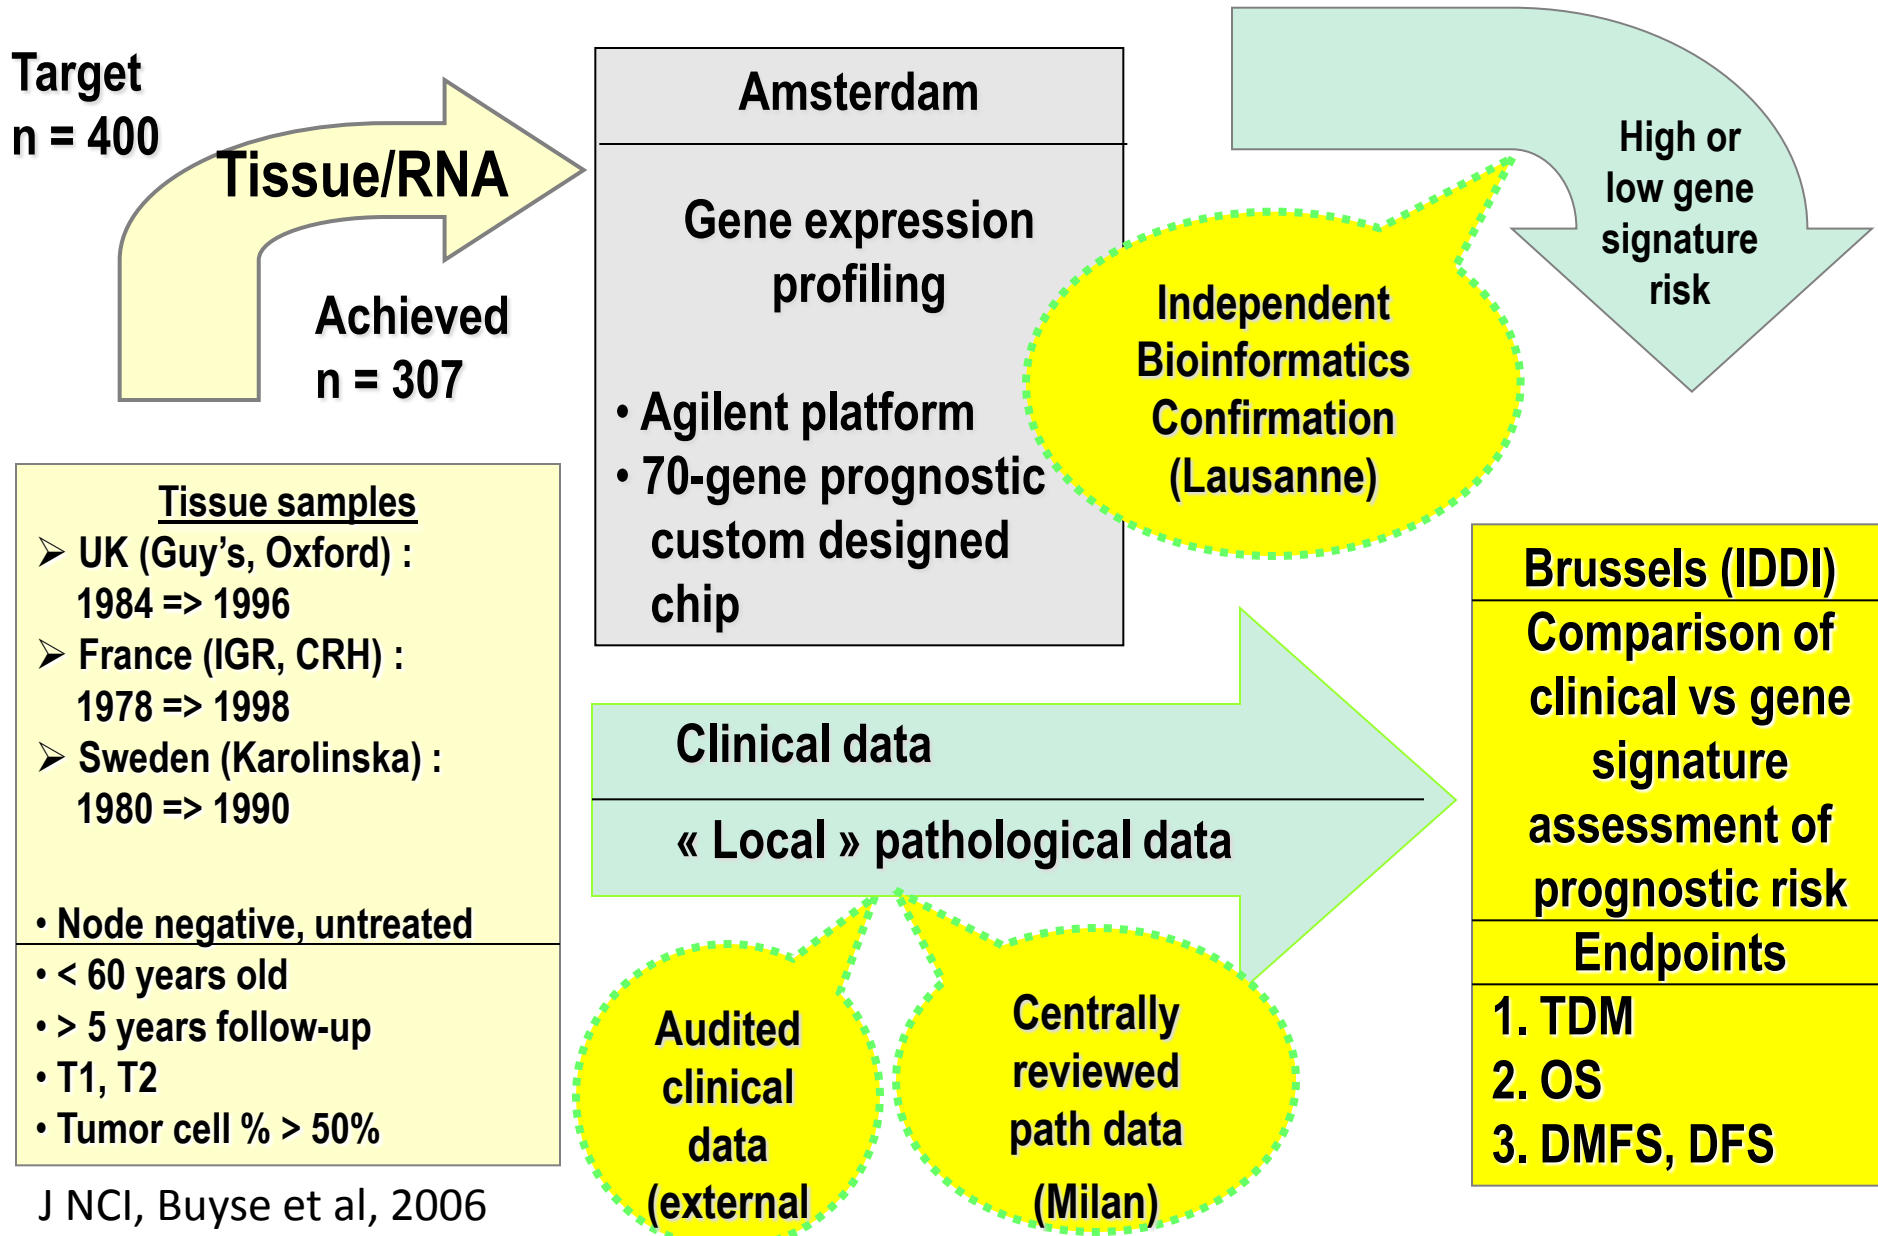 Target
n = 400
Tissue/RNA
Achieved
n = 307
Amsterdam
Gene expression
profiling
• Agilent platform
• 70-gene prognostic
custom designed
chip
High or
low gene
signature
risk
Independent
Bioinformatics
Confirmation
(Lausanne)
Tissue samples
➢ UK (Guy's, Oxford) :
1984 => 1996
➢ France (IGR, CRH) :
1978 => 1998
➢ Sweden (Karolinska) :
1980 => 1990
• Node negative, untreated
• < 60 years old
• > 5 years follow-up
• T1, T2
• Tumor cell % > 50%
Clinical data
« Local » pathological data
Audited
clinical
data
(external
Centrally
reviewed
path data
(Milan)
Brussels (IDDI)
Comparison of
clinical vs gene
signature
assessment of
prognostic risk
Endpoints
1. TDM
2. OS
3. DMFS, DFS
J NCI, Buyse et al, 2006